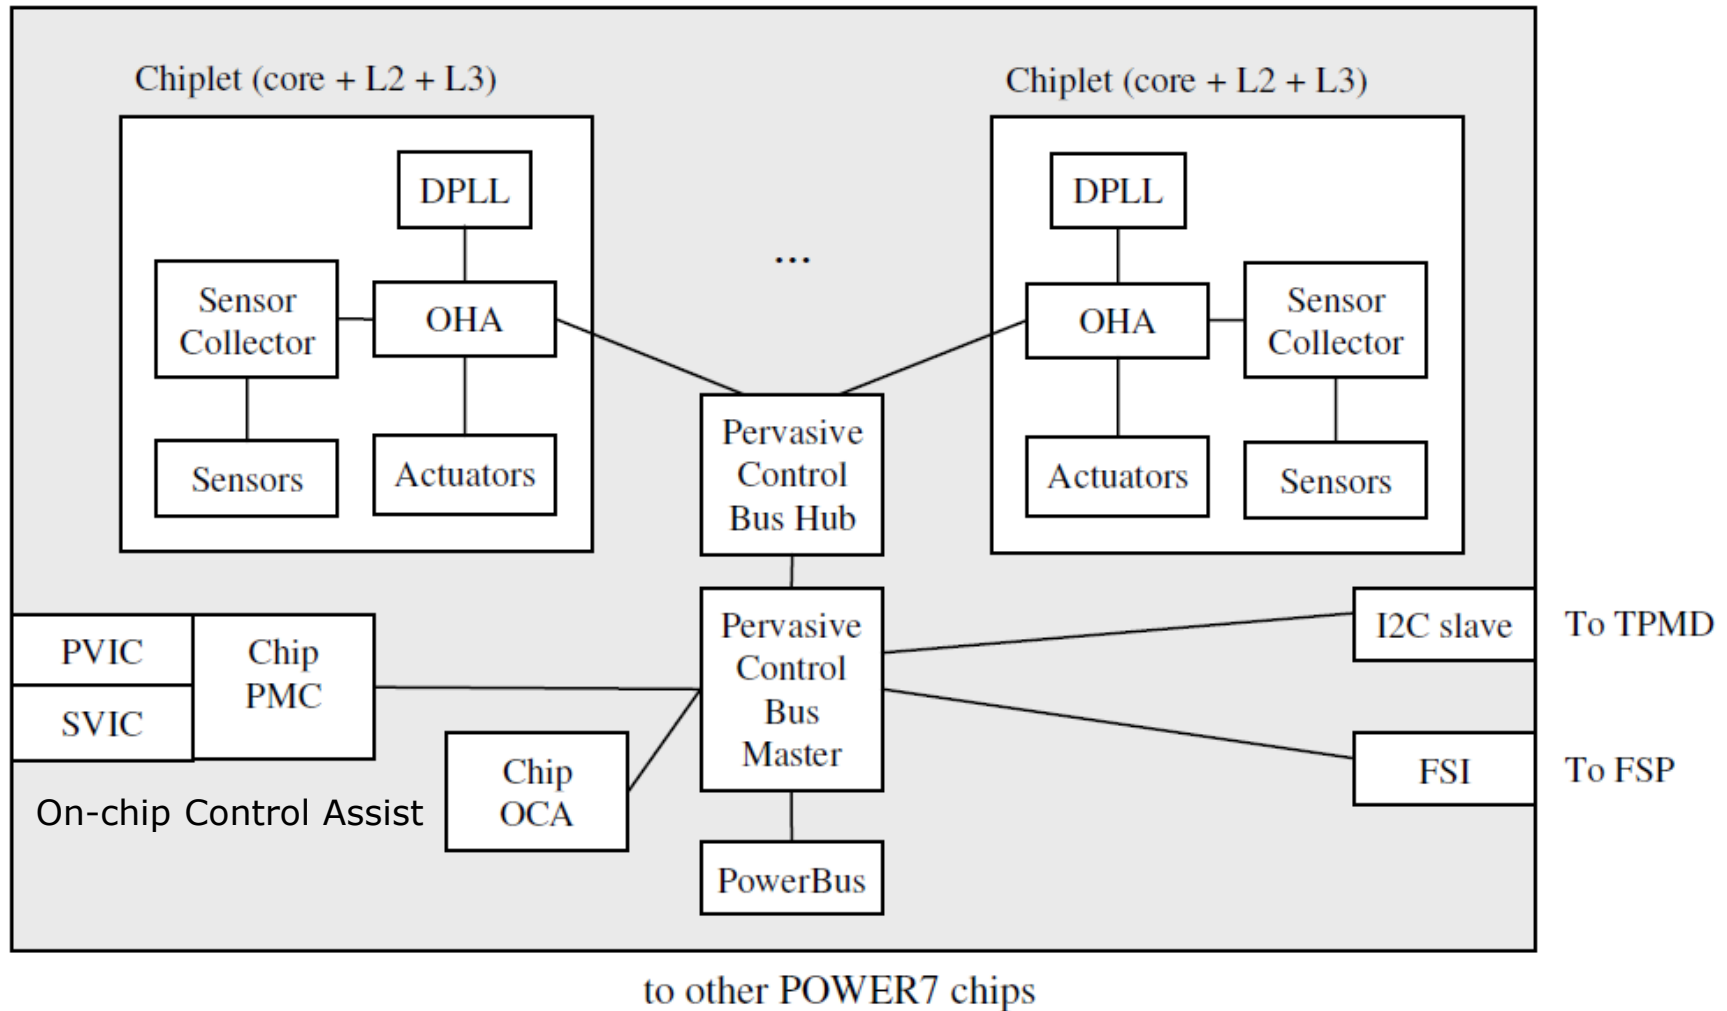 Chiplet (core + L2 + L3)
DPLL
Sensor
Collector
OHA
Sensors
Actuators
...
Chiplet (core + L2 + L3)
DPLL
OHA
Sensor
Collector
Actuators
Sensors
Pervasive
Control
Bus Hub
PVIC
SVIC
Chip
PMC
Pervasive
Control
Bus
Master
I2C slave
To TPMD
On-chip Control Assist
Chip
OCA
FSI
To FSP
PowerBus
to other POWER7 chips